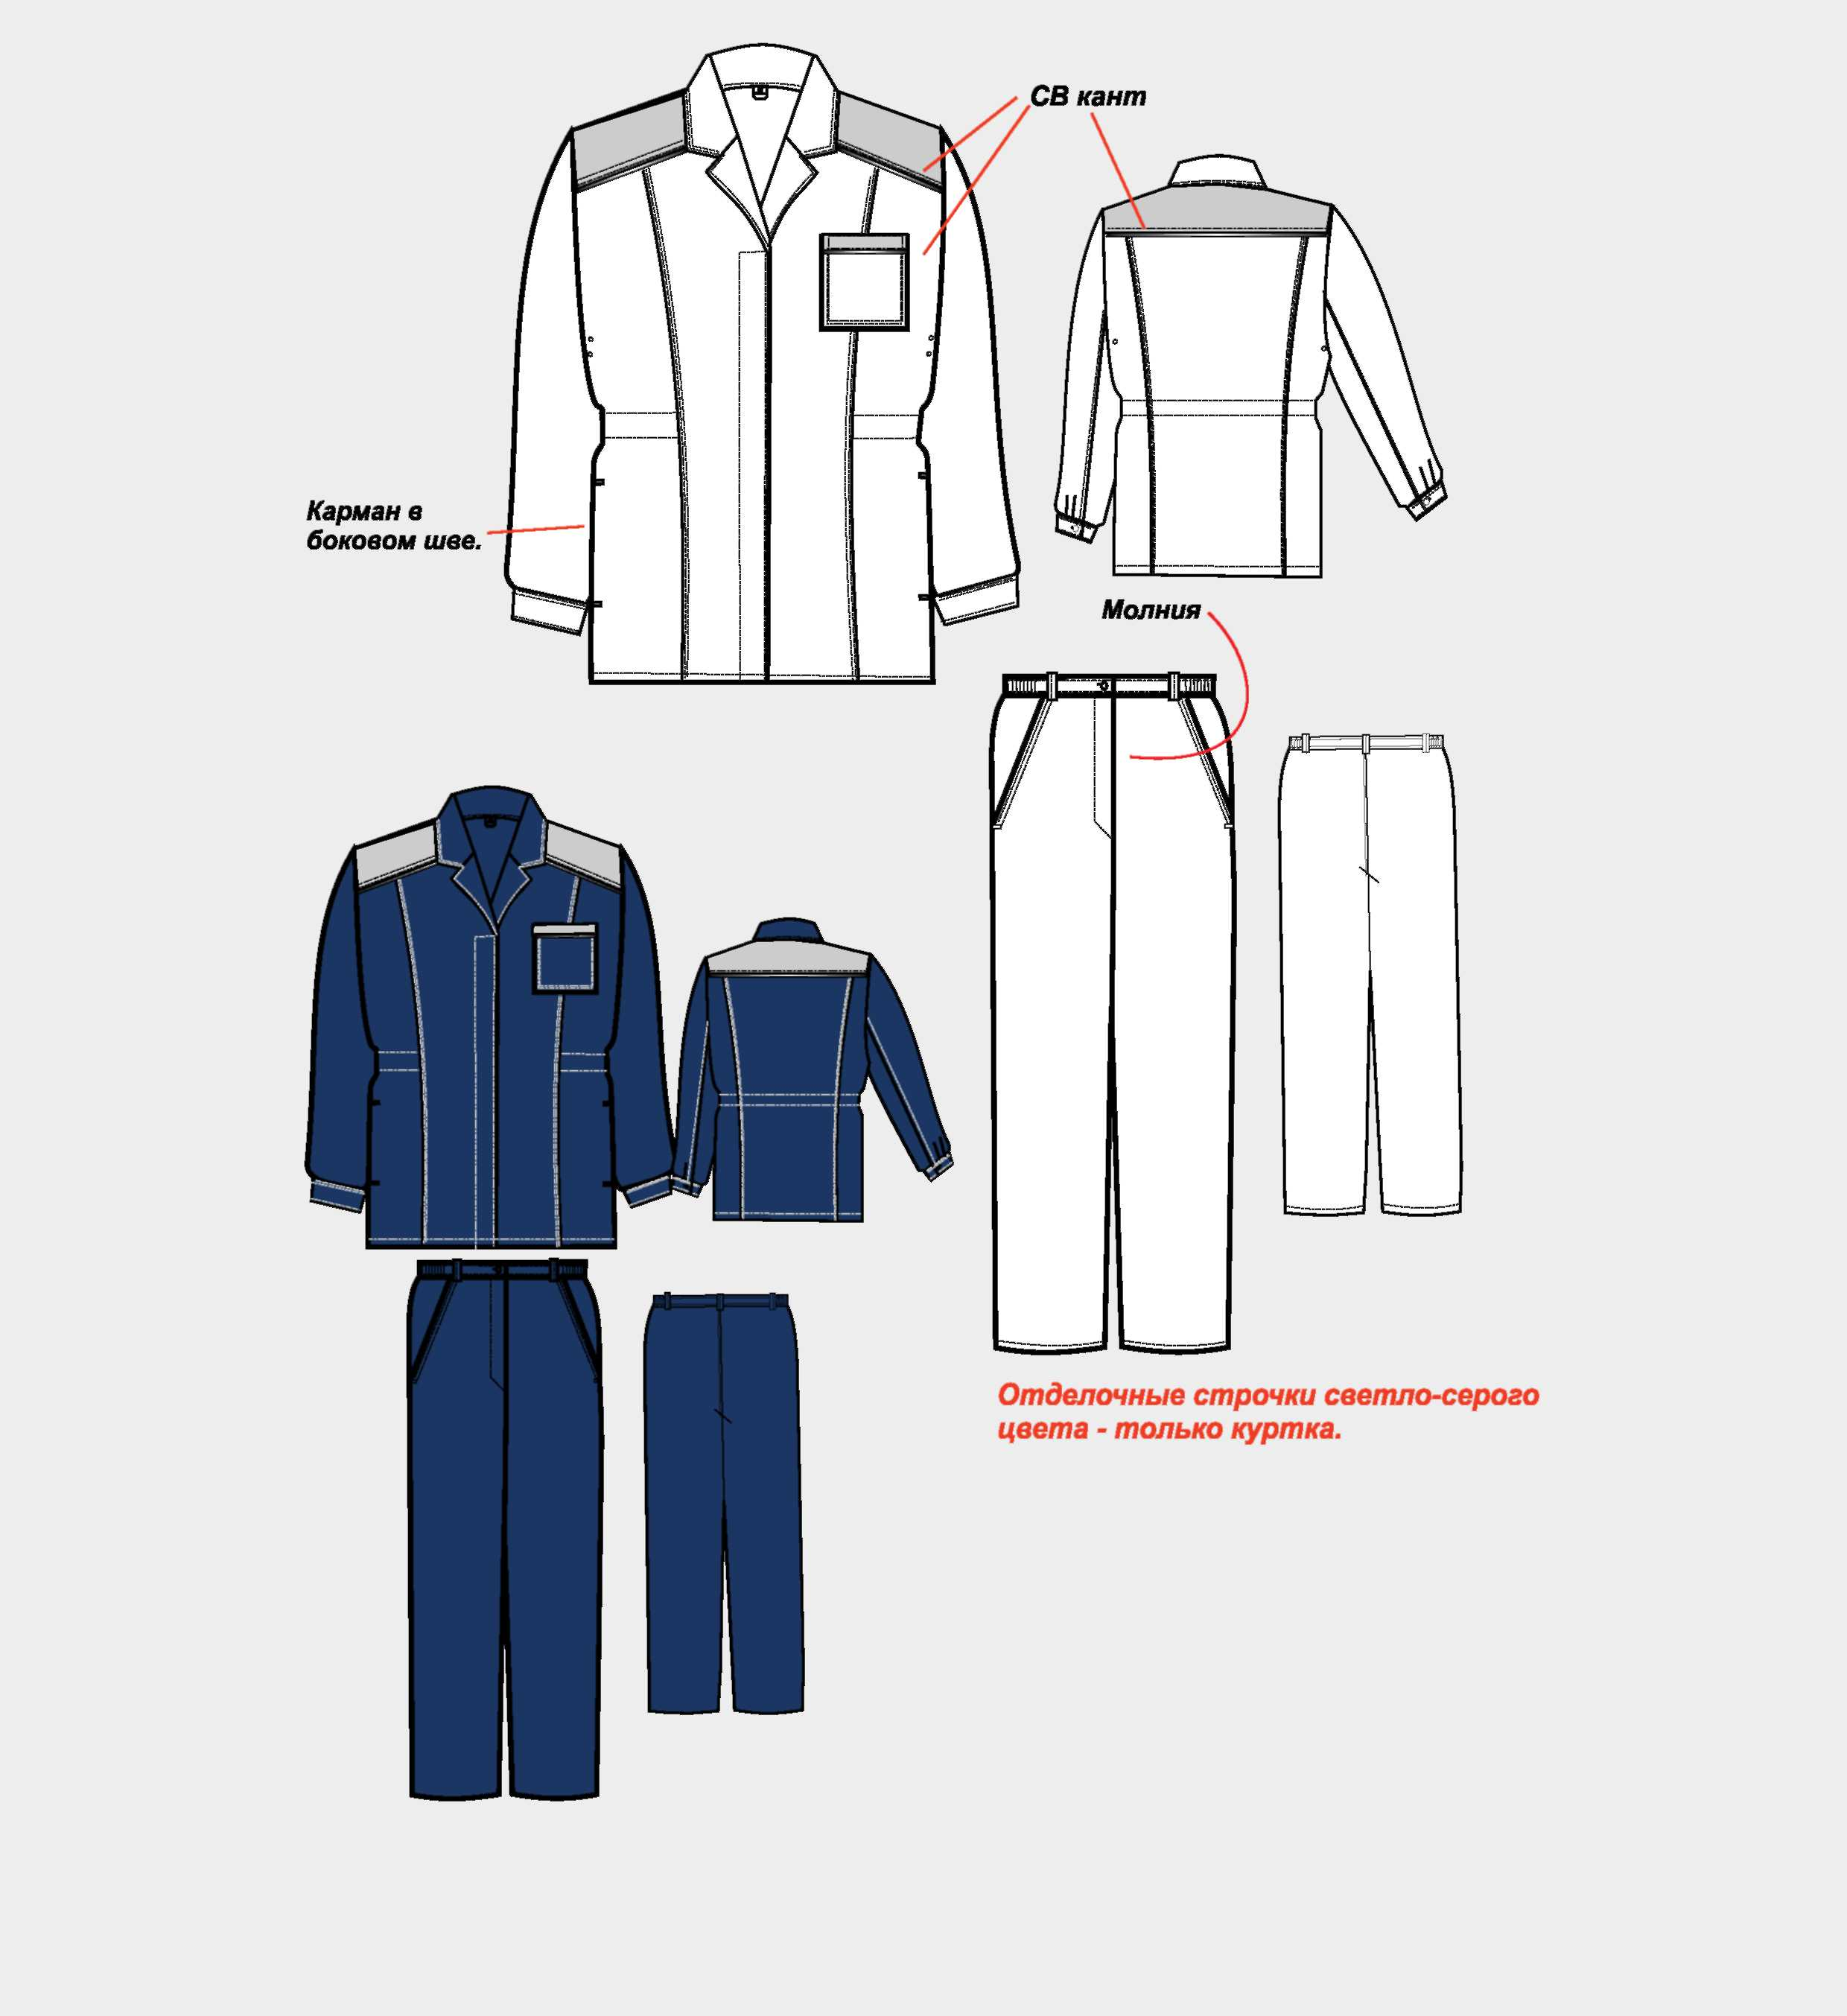 СВ кант
Карман в
боковом шве.
Молния
Отделочные строчки светло-серого
цвета - только куртка.